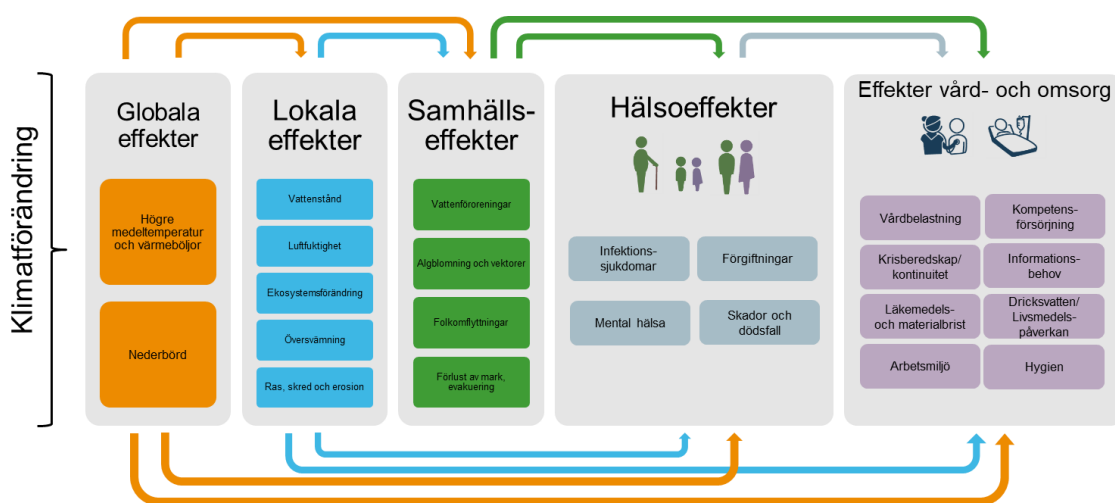 Klimatförändring
Globala
effekter
Högre
medeltemperatur
och värmeböljor
Nederbörd
Lokala
effekter
Vattenstånd
Luftfuktighet
Ekosystemsförändring
Översvämning
Ras, skred och erosion
Samhälls-
effekter
Vattenföroreningar
Algblomning och vektorer
Folkomflyttningar
Förlust av mark,
evakuering
Hälsoeffekter
Infektions-
sjukdomar
Förgiftningar
Mental hälsa
Skador och
dödsfall
Effekter vård- och omsorg
Vårdbelastning
Kompetens-
försörjning
Krisberedskap/
kontinuitet
Informations-
behov
Läkemedels-
och materialbrist
Dricksvatten/
Livsmedels-
påverkan
Arbetsmiljö
Hygien